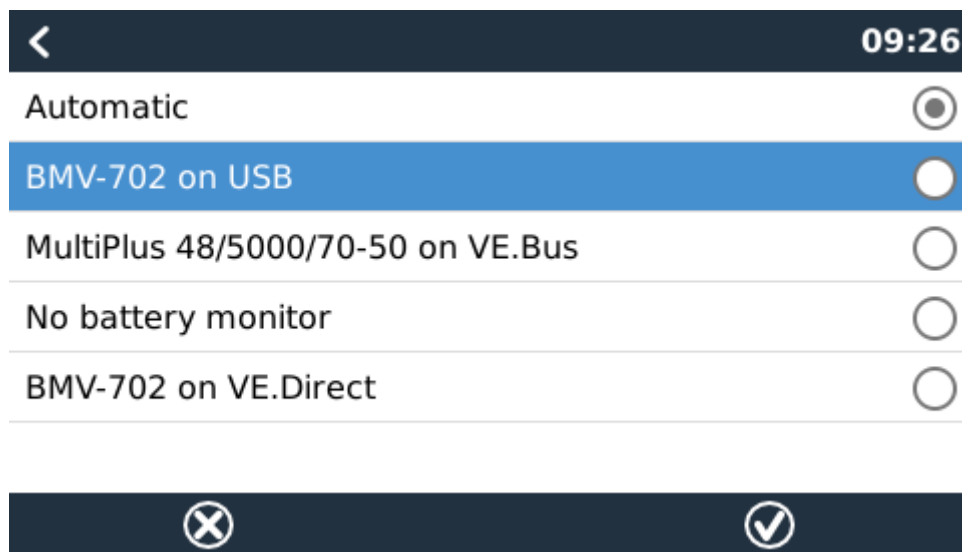 09:26
Automatic
BMV-702 on USB
MultiPlus 48/5000/70-50 on VE.Bus
No battery monitor
BMV-702 on VE.Direct